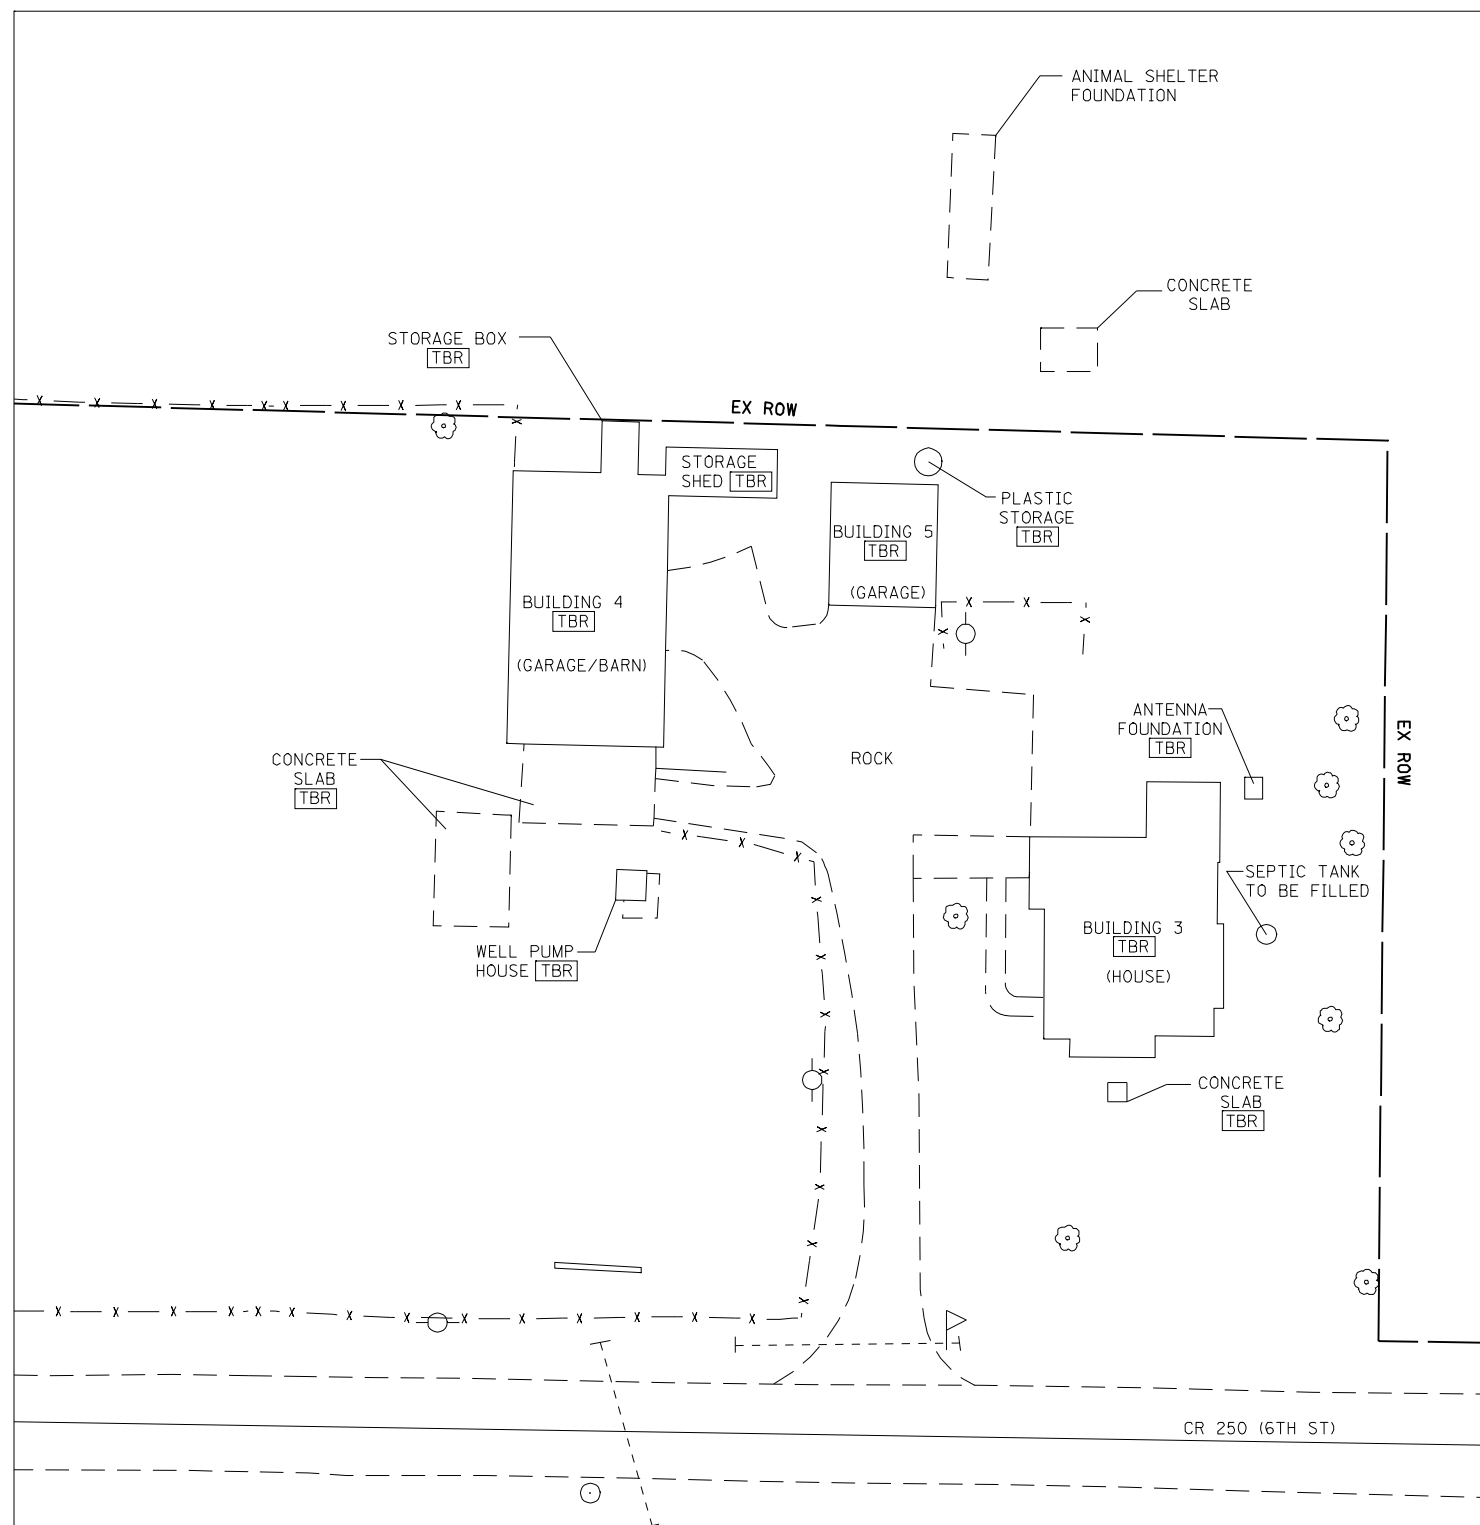 ANIMAL SHELTER
FOUNDATION
CONCRETE
SLAB
STORAGE BOX
TBR
EX ROW
STORAGE
SHED TBR
PLASTIC
STORAGE
TBR
BUILDING 5
TBR
(GARAGE)
BUILDING 4
TBR
(GARAGE/BARN)
ANTENNA
FOUNDATION
TBR
EX ROW
CONCRETE
SLAB
TBR
ROCK
SEPTIC TANK
TO BE FILLED
BUILDING 3
TBR
(HOUSE)
WELL PUMP
HOUSE TBR
CONCRETE
SLAB
TBR
CR 250 (6TH ST)